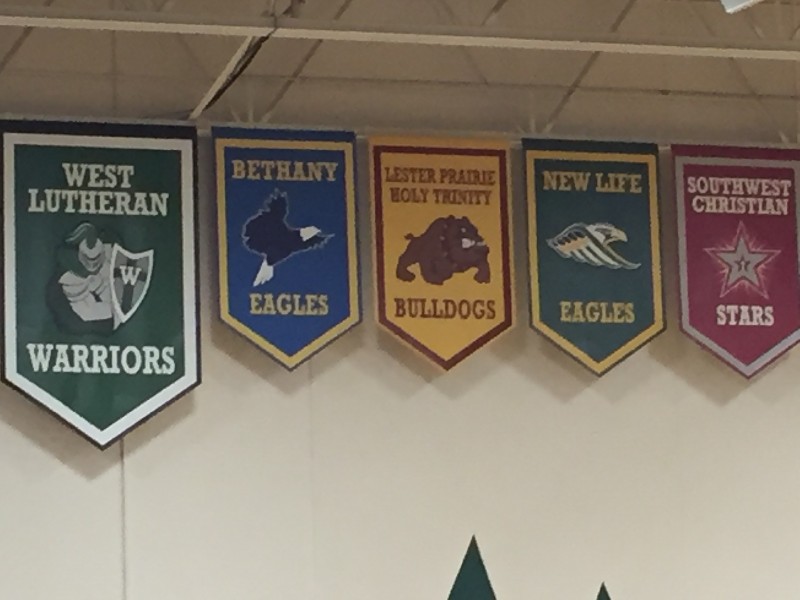 WEST
LUTHERAN
W
WARRIORS
BETHANY
EAGLES
LESTER PRAIRIE
HOLY TRINITY
BULLDOGS
NEW LIFE
EAGLES
SOUTHWEST
CHRISTIAN
STARS